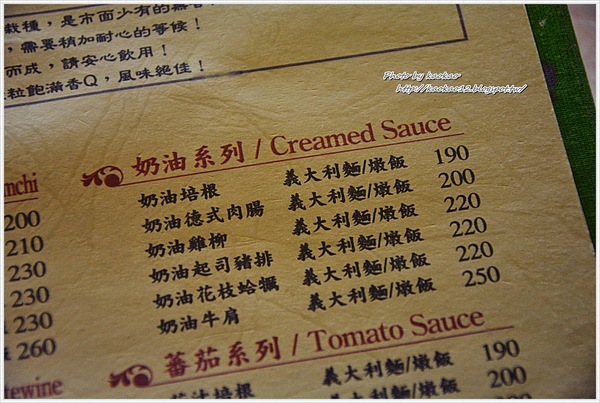 栽種，是市面少有的無
，需要稍加耐心的等候！
而成，請安心飲用！
粒飽滿香Q，風味絕佳！
Photo by kaokao
http://kaokao32.blogspot.tw/
奶油系列 / Creamed Sauce
奶油培根 義大利麵/燉飯 190
奶油德式肉腸 義大利麵/燉飯 200
奶油雞柳 義大利麵/燉飯 220
奶油起司豬排 義大利麵/燉飯 220
奶油花枝蛤蠣 義大利麵/燉飯 220
奶油牛肩 義大利麵/燉飯 250
蕃茄系列 / Tomato Sauce
培根 義大利麵/燉飯 190
義大利麵/燉飯 200
mchi
200
210
230
230
230
260
tewine